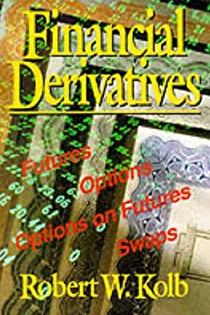 Financial
Derivatives
Futures
Options
Options on Futures
Swaps
Robert W. Kolb